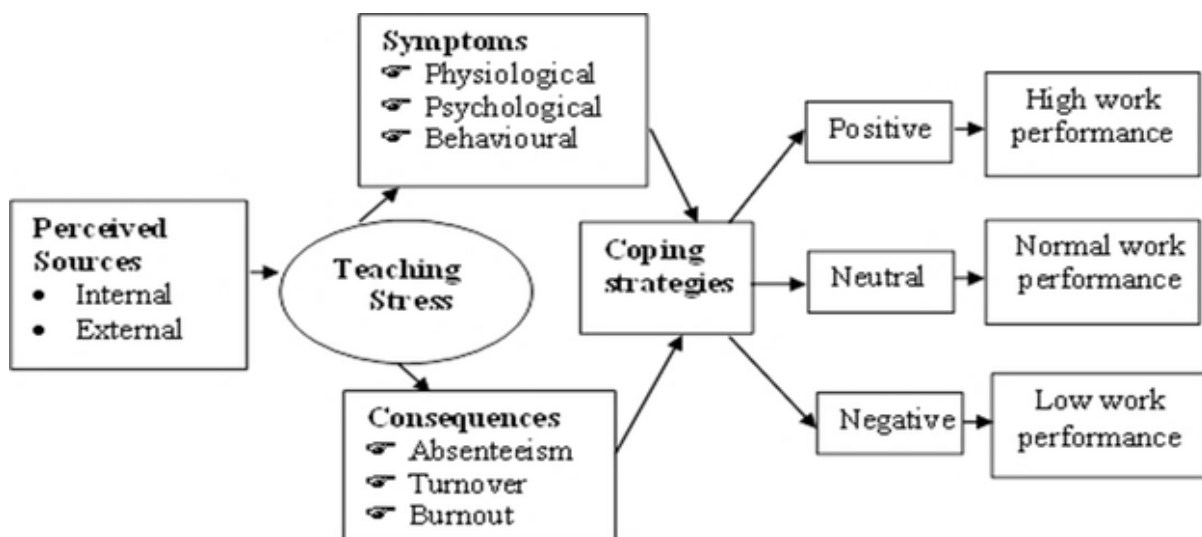 Symptoms
☞ Physiological
☞ Psychological
☞ Behavioural
Perceived
Sources
• Internal
• External
Teaching
Stress
Consequences
☞ Absenteeism
☞ Turnover
☞ Burnout
Coping
strategies
Positive
Neutral
Negative
High work
performance
Normal work
performance
Low work
performance